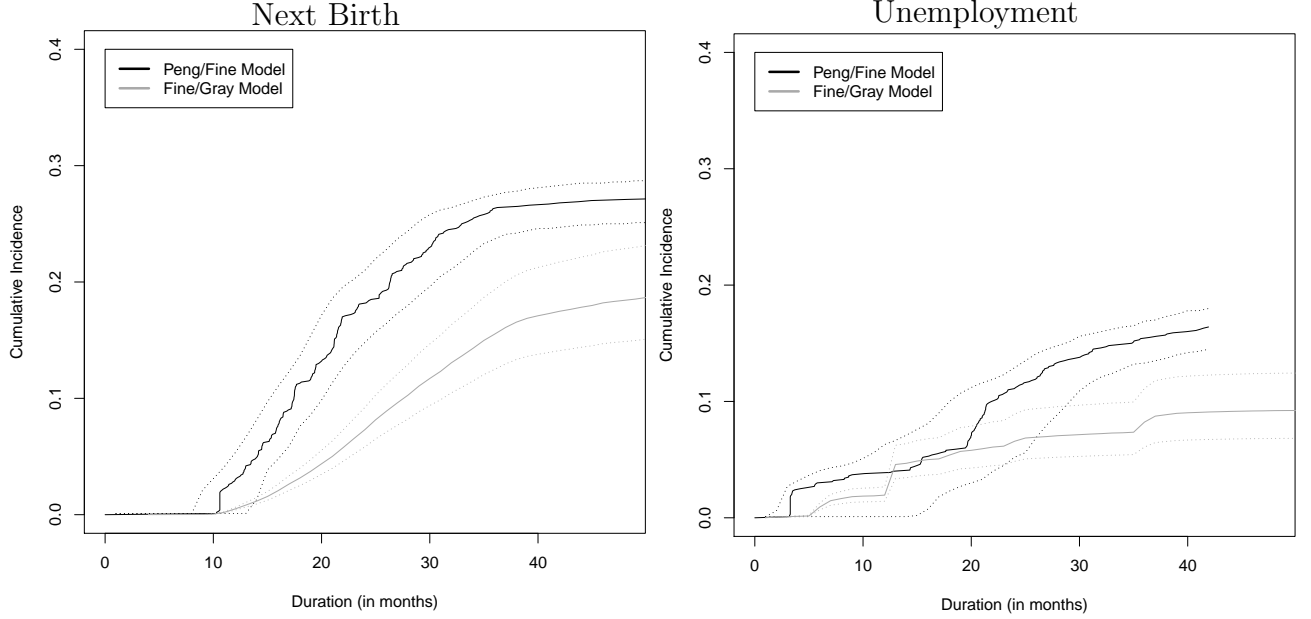 Next Birth
Peng/Fine Model
Fine/Gray Model
Cumulative Incidence
0.0
0.1
0.2
0.3
0.4
0
10
20
30
40
Duration (in months)
Unemployment
Peng/Fine Model
Fine/Gray Model
Cumulative Incidence
0.0
0.1
0.2
0.3
0.4
0
10
20
30
40
Duration (in months)